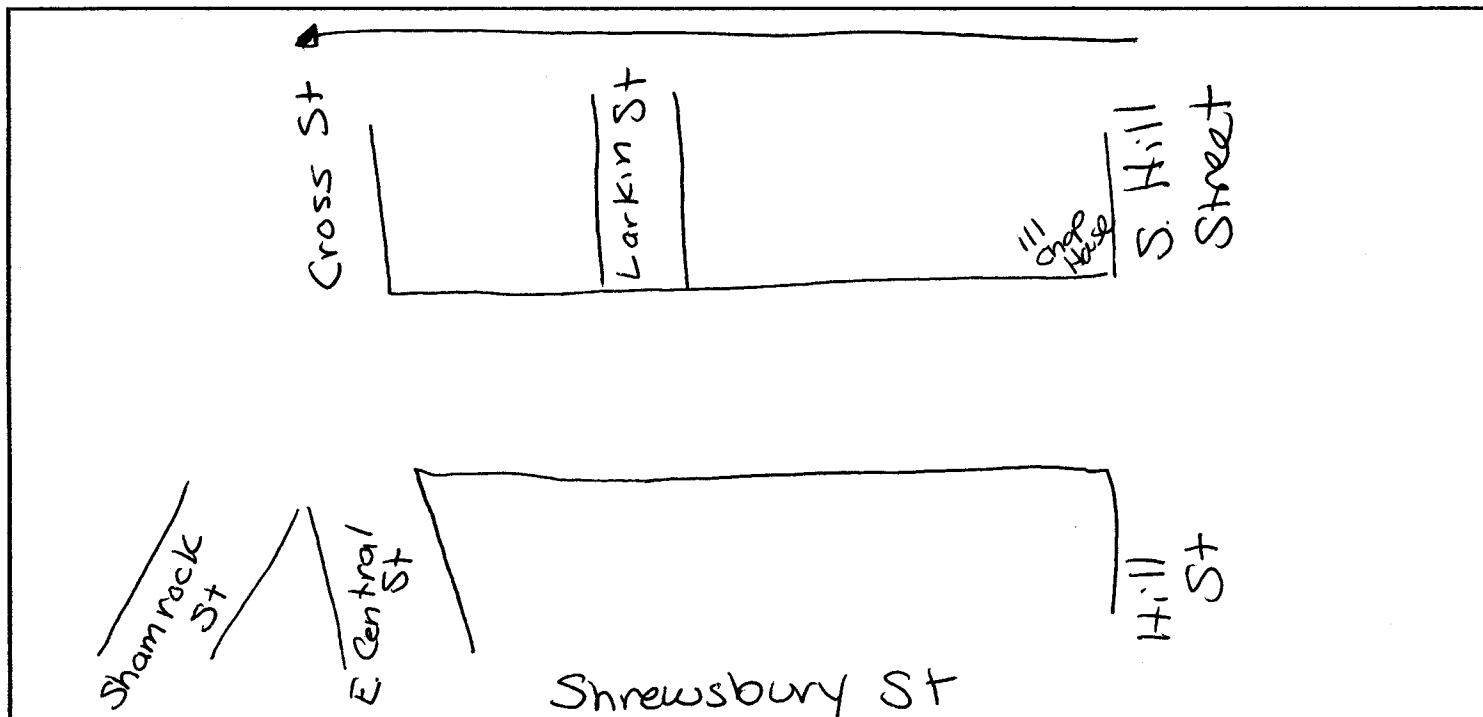 Cross St
Larkin St
111
Chop
House
S. Hill
Street
Shamrock
St
E. Central
St
Hill
St
Shrewsbury St